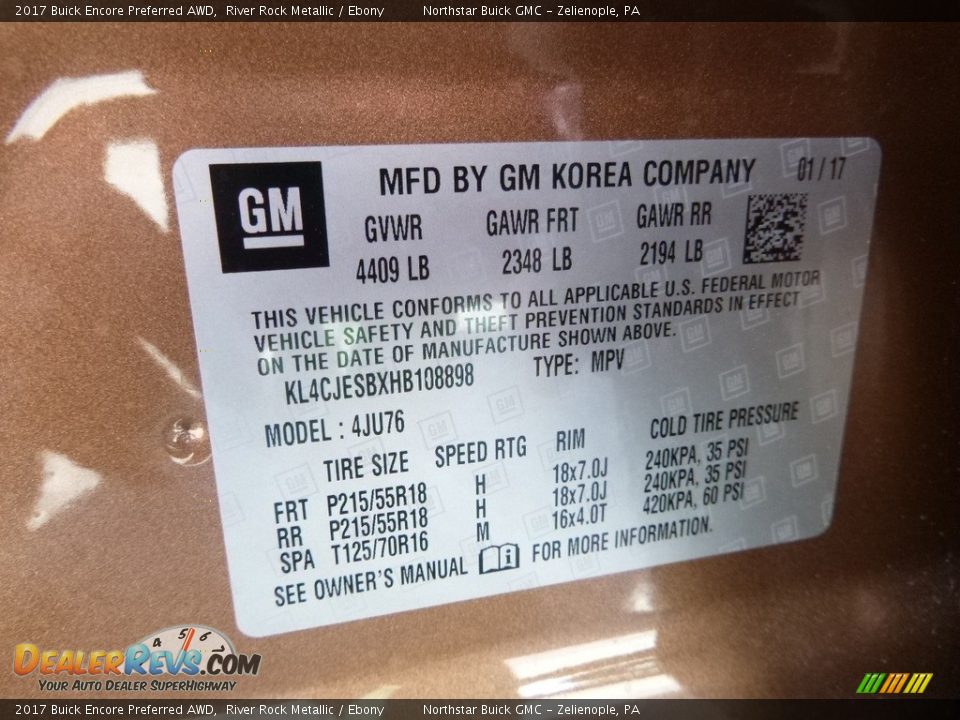 2017 Buick Encore Preferred AWD, River Rock Metallic / Ebony Northstar Buick GMC - Zelienople, PA
GM
MFD BY GM KOREA COMPANY 01/17
GVWR GAWR FRT GAWR RR
4409 LB 2348 LB 2194 LB
THIS VEHICLE CONFORMS TO ALL APPLICABLE U.S. FEDERAL MOTOR
VEHICLE SAFETY AND THEFT PREVENTION STANDARDS IN EFFECT
ON THE DATE OF MANUFACTURE SHOWN ABOVE.
KL4CJESBXHB108898 TYPE: MPV
MODEL : 4JU76
TIRE SIZE SPEED RTG RIM COLD TIRE PRESSURE
FRT P215/55R18 H 18x7.0J 240KPA, 35 PSI
RR P215/55R18 H 18x7.0J 240KPA, 35 PSI
SPA T125/70R16 M 16x4.0T 420KPA, 60 PSI
SEE OWNER'S MANUAL FOR MORE INFORMATION.
4 5 6
DEALERREVS.COM
YOUR AUTO DEALER SUPERHIGHWAY
2017 Buick Encore Preferred AWD, River Rock Metallic / Ebony Northstar Buick GMC - Zelienople, PA